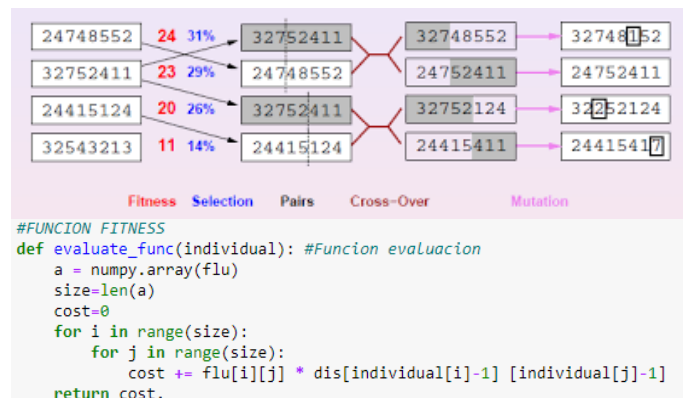 24748552 24 31% 32752411 32748552 32748152
32752411 23 29% 24748552 24752411 24752411
24415124 20 26% 32752411 32752124 32252124
32543213 11 14% 24415124 24415411 24415417
Fitness Selection Pairs Cross-Over Mutation
#FUNCION FITNESS
def evaluate_func(individual): #Funcion evaluacion
a = numpy.array(flu)
size=len(a)
cost=0
for i in range(size):
for j in range(size):
cost += flu[i][j] * dis[individual[i]-1] [individual[j]-1]
return cost,